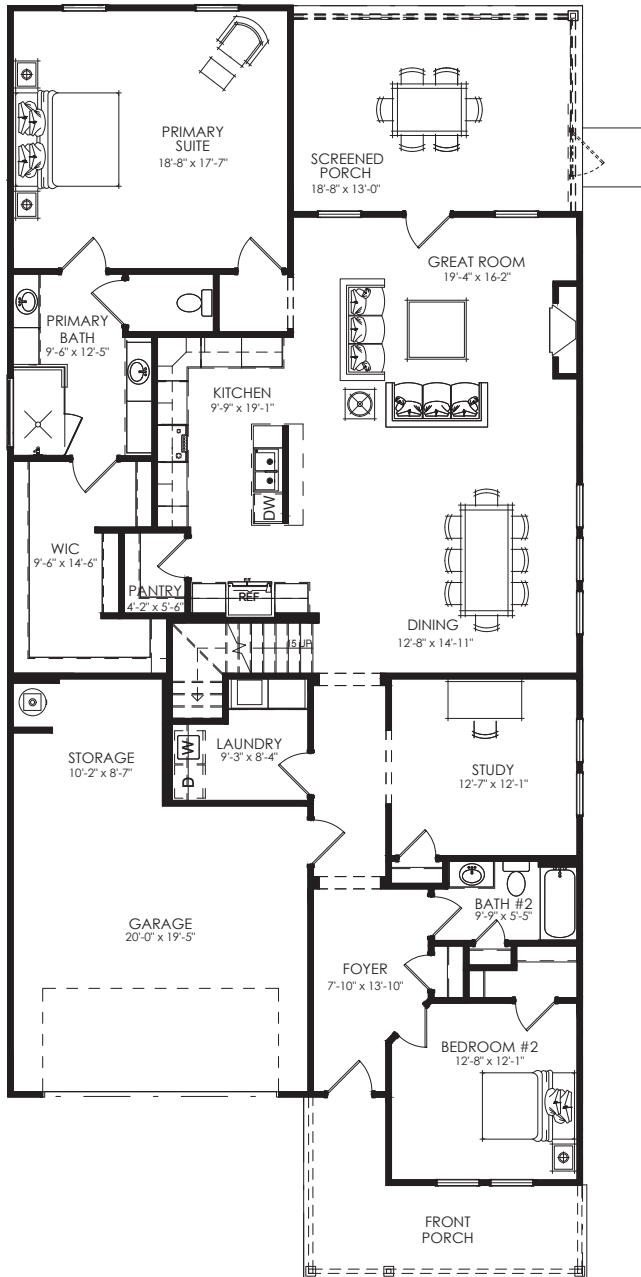 PRIMARY
SUITE
18'-8" x 17'-7"
SCREENED
PORCH
18'-8" x 13'-0"
GREAT ROOM
19'-4" x 16'-2"
PRIMARY
BATH
9'-6" x 12'-5"
KITCHEN
9'-9" x 19'-1"
DW
WIC
9'-6" x 14'-6"
PANTRY
4'-2" x 5'-6"
REF
DINING
12'-8" x 14'-11"
15 UP
STORAGE
10'-2" x 8'-7"
LAUNDRY
9'-3" x 8'-4"
W
D
STUDY
12'-7" x 12'-1"
GARAGE
20'-0" x 19'-5"
BATH #2
9'-9" x 5'-5"
FOYER
7'-10" x 13'-10"
BEDROOM #2
12'-8" x 12'-1"
FRONT
PORCH